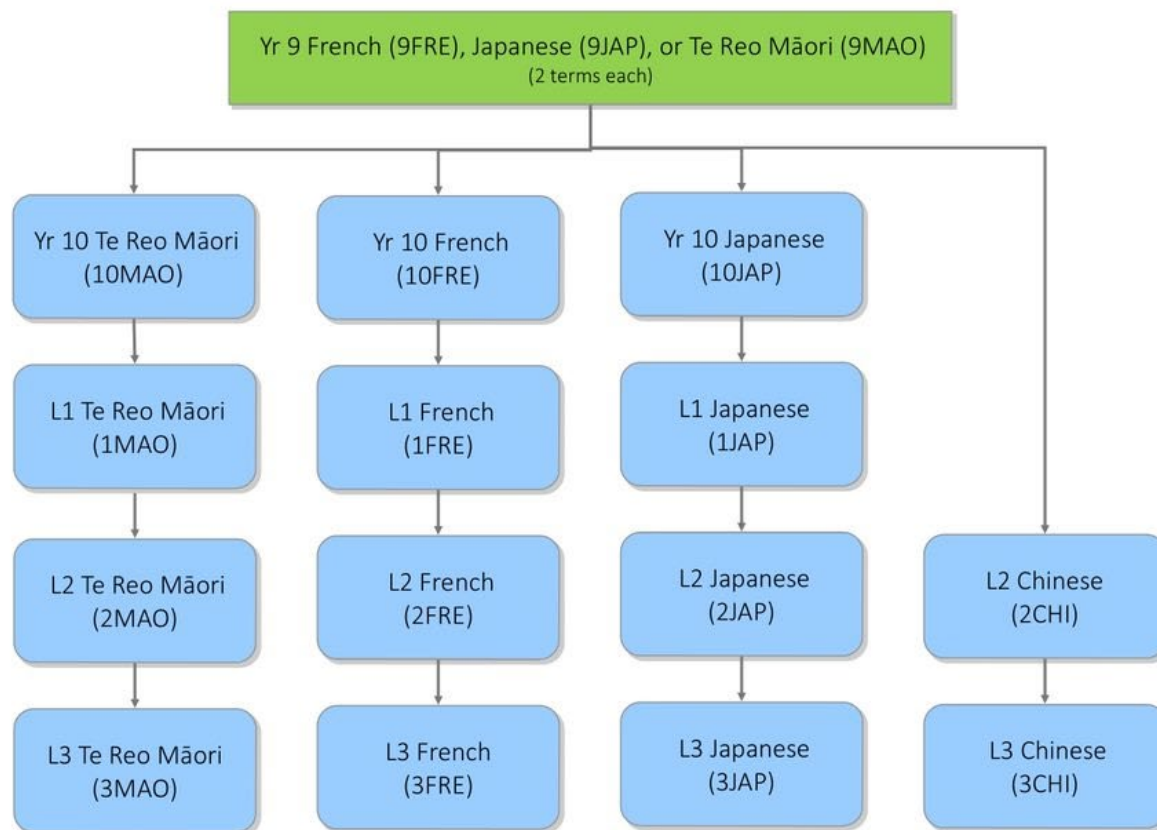 Yr 9 French (9FRE), Japanese (9JAP), or Te Reo Māori (9MAO)
(2 terms each)
Yr 10 Te Reo Māori
(10MAO)
Yr 10 French
(10FRE)
Yr 10 Japanese
(10JAP)
L1 Te Reo Māori
(1MAO)
L1 French
(1FRE)
L1 Japanese
(1JAP)
L2 Te Reo Māori
(2MAO)
L2 French
(2FRE)
L2 Japanese
(2JAP)
L2 Chinese
(2CHI)
L3 Te Reo Māori
(3MAO)
L3 French
(3FRE)
L3 Japanese
(3JAP)
L3 Chinese
(3CHI)